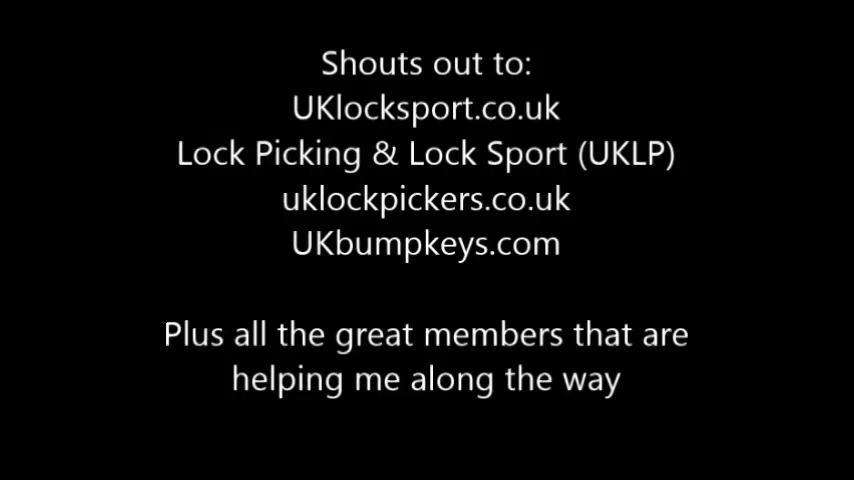 Shouts out to:
UKlocksport.co.uk
Lock Picking & Lock Sport (UKLP)
uklockpickers.co.uk
UKbumpkeys.com
Plus all the great members that are
helping me along the way